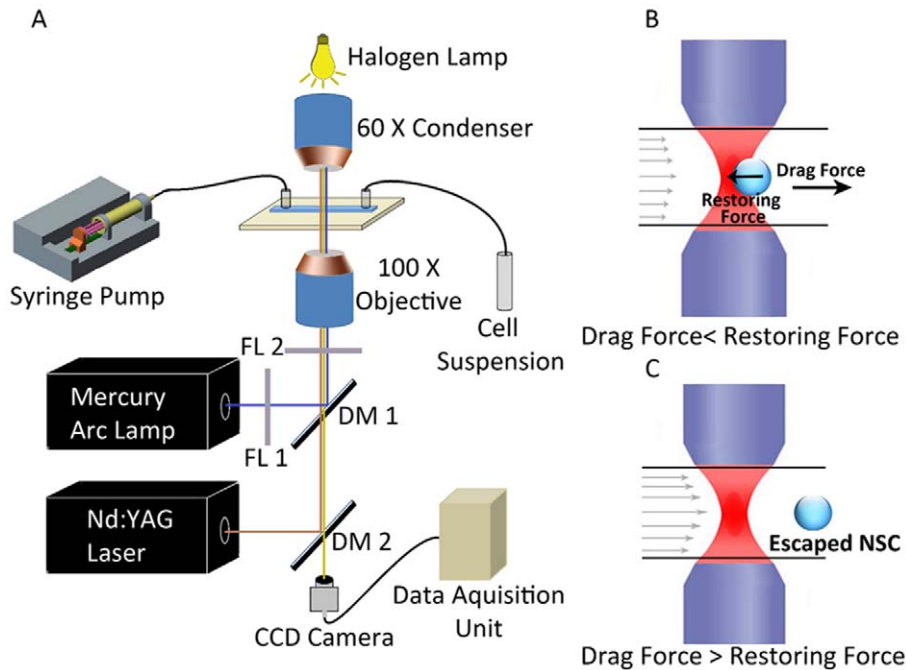 A
Halogen Lamp
60 X Condenser
Syringe Pump
100 X
Objective
Cell
Suspension
FL 2
Mercury
Arc Lamp
DM 1
FL 1
Nd:YAG
Laser
DM 2
CCD Camera
Data Aquisition
Unit
B
Drag Force
Restoring
Force
Drag Force< Restoring Force
C
Escaped NSC
Drag Force > Restoring Force